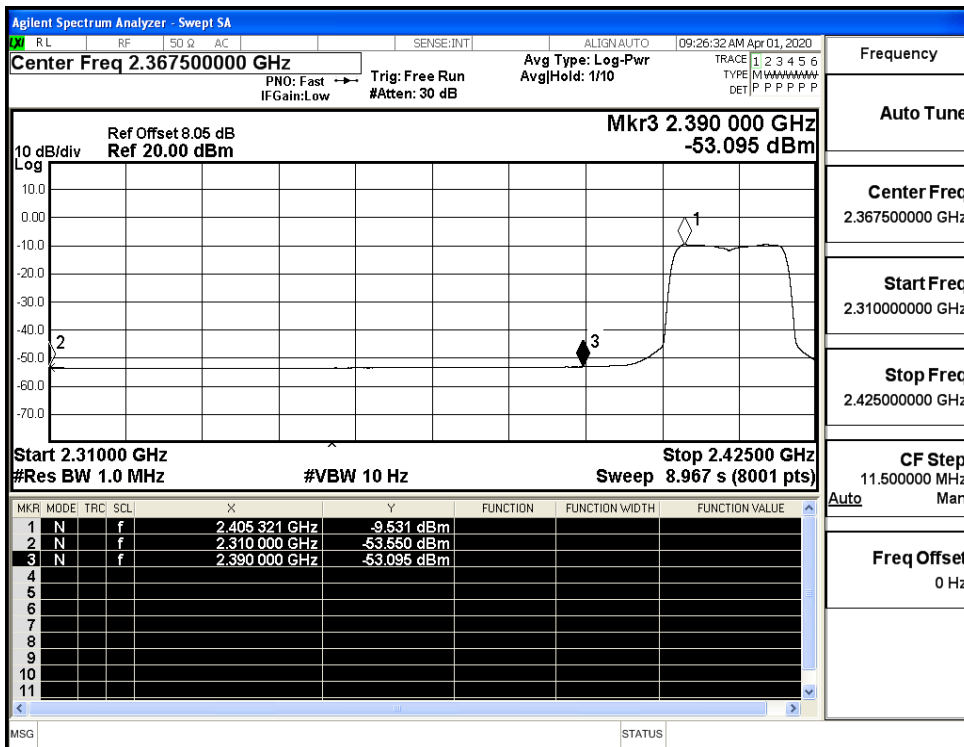 Agilent Spectrum Analyzer - Swept SA
LXI RL RF 50 Ω AC SENSE:INT ALIGNAUTO 09:26:32 AM Apr 01, 2020
Center Freq 2.367500000 GHz
PNO: Fast
IFGain:Low
Trig: Free Run
#Atten: 30 dB
Avg Type: Log-Pwr
Avg|Hold: 1/10
TRACE 1 2 3 4 5 6
TYPE MWWWWW
DET P P P P P P
Mkr3 2.390 000 GHz
-53.095 dBm
Ref Offset 8.05 dB
10 dB/div Ref 20.00 dBm
Log
10.0
0.00
-10.0
-20.0
-30.0
-40.0
-50.0
-60.0
-70.0
1
2
3
Start 2.31000 GHz Stop 2.42500 GHz
#Res BW 1.0 MHz #VBW 10 Hz Sweep 8.967 s (8001 pts)
MKR MODE TRC SCL X Y FUNCTION FUNCTION WIDTH FUNCTION VALUE
1 N f 2.405 321 GHz -9.531 dBm
2 N f 2.310 000 GHz -53.550 dBm
3 N f 2.390 000 GHz -53.095 dBm
4
5
6
7
8
9
10
11
MSG STATUS
Frequency
Auto Tune
Center Freq
2.367500000 GHz
Start Freq
2.310000000 GHz
Stop Freq
2.425000000 GHz
CF Step
11.500000 MHz
Auto Man
Freq Offset
0 Hz